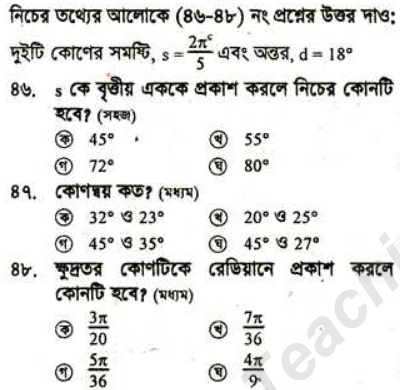 নিচের তথ্যের আলোকে (৪৬-৪৮) নং প্রশ্নের উত্তর দাও:
দুইটি কোণের সমষ্টি, s = 2πᶜ/5 এবং অন্তর, d = 18°
৪৬. s কে বৃত্তীয় এককে প্রকাশ করলে নিচের কোনটি
হবে? (সহজ)
ক 45° খ 55°
গ 72° ঘ 80°
৪৭. কোণদ্বয় কত? (মধ্যম)
ক 32° ও 23° খ 20° ও 25°
গ 45° ও 35° ঘ 45° ও 27°
৪৮. ক্ষুদ্রতর কোণটিকে রেডিয়ানে প্রকাশ করলে
কোনটি হবে? (মধ্যম)
ক 3π/20 খ 7π/36
গ 5π/36 ঘ 4π/9
Teachi